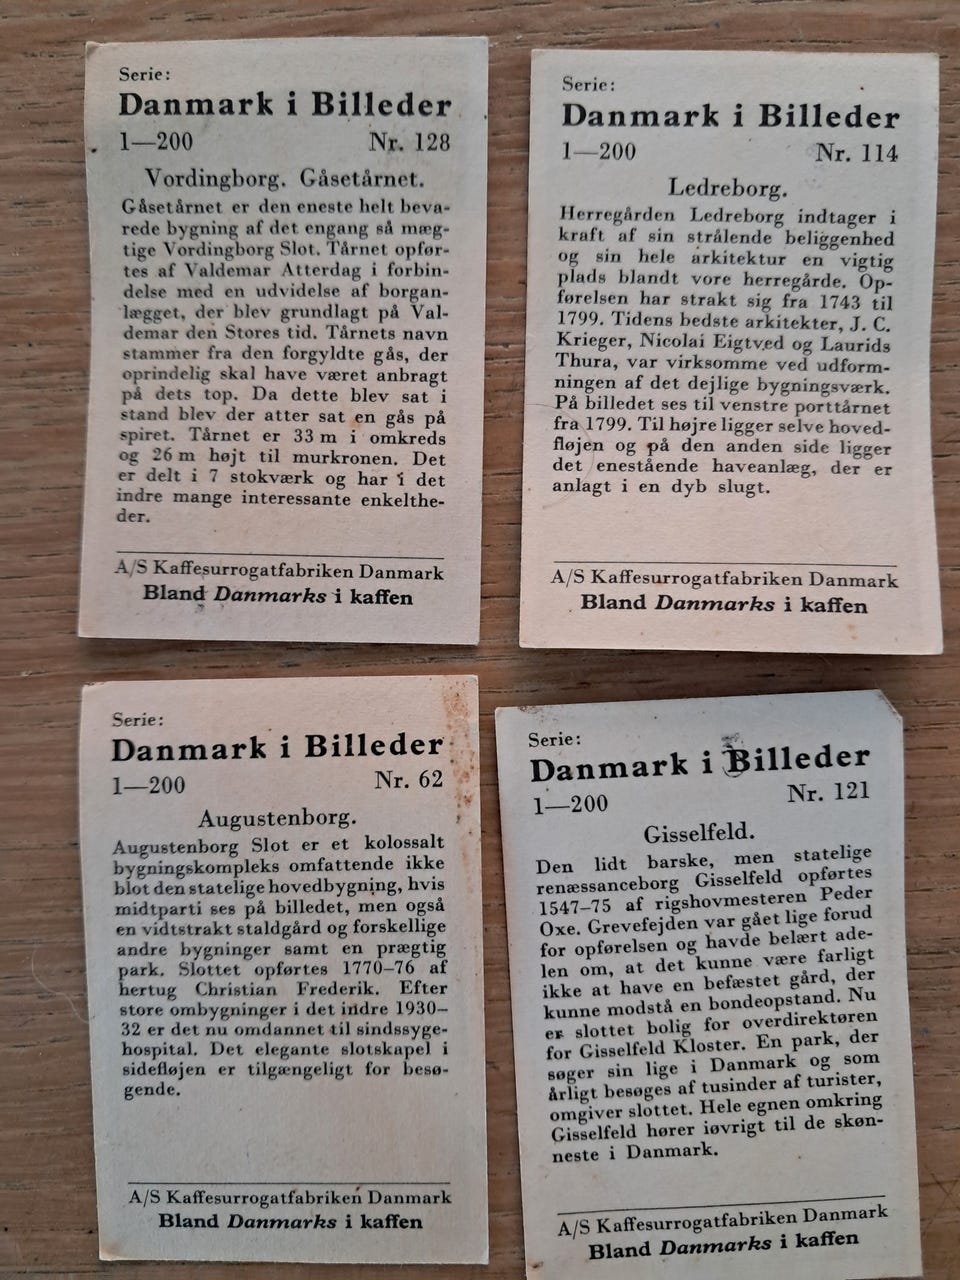 Serie:
Danmark i Billeder
1—200 Nr. 128
Vordingborg. Gåsetårnet.
Gåsetårnet er den eneste helt beva-
rede bygning af det engang så mæg-
tige Vordingborg Slot. Tårnet opfør-
tes af Valdemar Atterdag i forbin-
delse med en udvidelse af borgan-
lægget, der blev grundlagt på Val-
demar den Stores tid. Tårnets navn
stammer fra den forgyldte gås, der
oprindelig skal have været anbragt
på dets top. Da dette blev sat i
stand blev der atter sat en gås på
spiret. Tårnet er 33 m i omkreds
og 26 m højt til murkronen. Det
er delt i 7 stokværk og har i det
indre mange interessante enkelthe-
der.
A/S Kaffesurrogatfabriken Danmark
Bland Danmarks i kaffen
Serie:
Danmark i Billeder
1—200 Nr. 114
Ledreborg.
Herregården Ledreborg indtager i
kraft af sin strålende beliggenhed
og sin hele arkitektur en vigtig
plads blandt vore herregårde. Op-
førelsen har strakt sig fra 1743 til
1799. Tidens bedste arkitekter, J. C.
Krieger, Nicolai Eigtved og Laurids
Thura, var virksomme ved udform-
ningen af det dejlige bygningsværk.
På billedet ses til venstre porttårnet
fra 1799. Til højre ligger selve hoved-
fløjen og på den anden side ligger
det enestående haveanlæg, der er
anlagt i en dyb slugt.
A/S Kaffesurrogatfabriken Danmark
Bland Danmarks i kaffen
Serie:
Danmark i Billeder
1—200 Nr. 62
Augustenborg.
Augustenborg Slot er et kolossalt
bygningskompleks omfattende ikke
blot den statelige hovedbygning, hvis
midtparti ses på billedet, men også
en vidtstrakt staldgård og forskellige
andre bygninger samt en prægtig
park. Slottet opførtes 1770-76 af
hertug Christian Frederik. Efter
store ombygninger i det indre 1930-
32 er det nu omdannet til sindssyge-
hospital. Det elegante slotskapel i
sidefløjen er tilgængeligt for besø-
gende.
A/S Kaffesurrogatfabriken Danmark
Bland Danmarks i kaffen
Serie:
Danmark i Billeder
1—200 Nr. 121
Gisselfeld.
Den lidt barske, men statelige
renæssanceborg Gisselfeld opførtes
1547-75 af rigshovmesteren Peder
Oxe. Grevefejden var gået lige forud
for opførelsen og havde belært ade-
len om, at det kunne være farligt
ikke at have en befæstet gård, der
kunne modstå en bondeopstand. Nu
er slottet bolig for overdirektøren
for Gisselfeld Kloster. En park, der
søger sin lige i Danmark og som
årligt besøges af tusinder af turister,
omgiver slottet. Hele egnen omkring
Gisselfeld hører iøvrigt til de skøn-
neste i Danmark.
A/S Kaffesurrogatfabriken Danmark
Bland Danmarks i kaffen